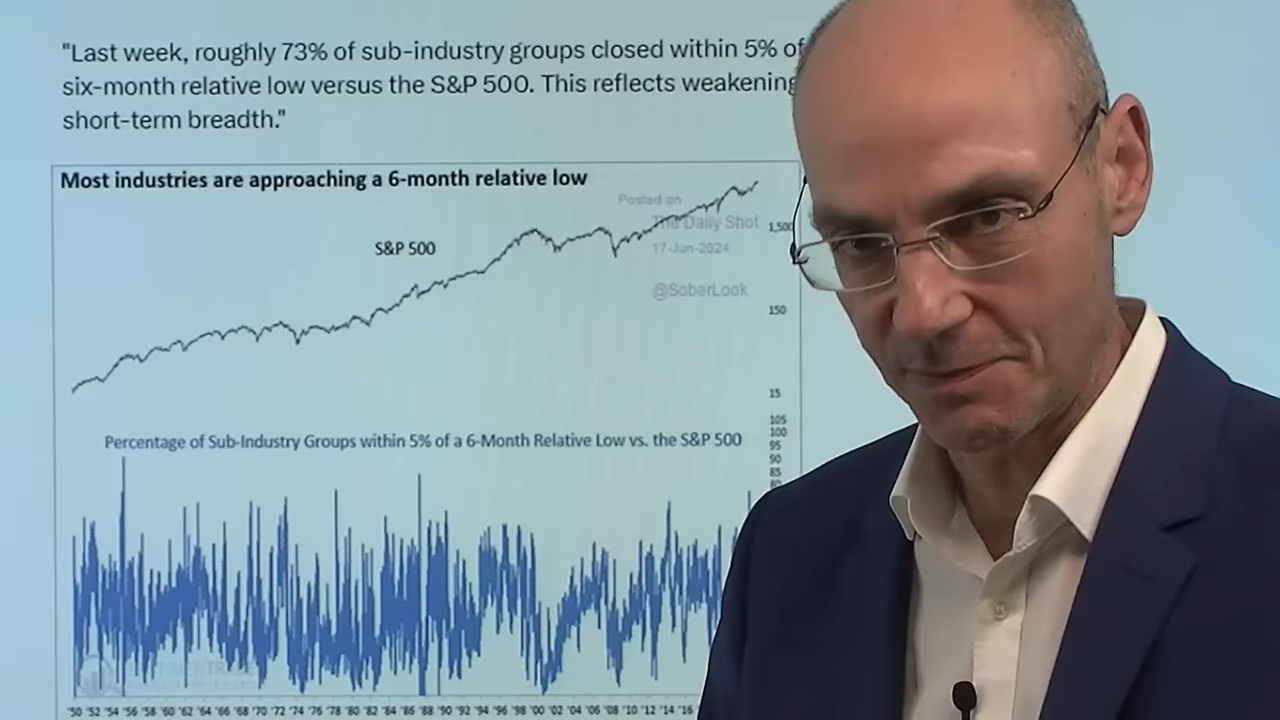 "Last week, roughly 73% of sub-industry groups closed within 5% of
six-month relative low versus the S&P 500. This reflects weakening
short-term breadth."
Most industries are approaching a 6-month relative low
Posted on
The Daily Shot
1,500
S&P 500
17-Jun-2024
@SoberLook
150
15
105
Percentage of Sub-Industry Groups within 5% of a 6-Month Relative Low vs. the S&P 500
100
95
90
85
'50 '52 '54 '56 '58 '60 '62 '64 '66 '68 '70 '72 '74 '76 '78 '80 '82 '84 '86 '88 '90 '92 '94 '96 '98 '00 '02 '04 '06 '08 '10 '12 '14 '16